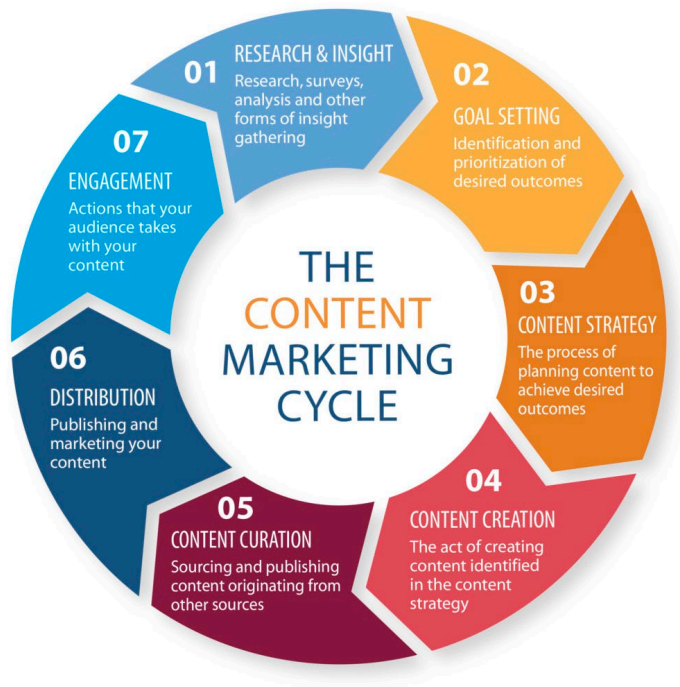 THE
CONTENT
MARKETING
CYCLE
01
RESEARCH & INSIGHT
Research, surveys,
analysis and other
forms of insight
gathering
02
GOAL SETTING
Identification and
prioritization of
desired outcomes
03
CONTENT STRATEGY
The process of
planning content to
achieve desired
outcomes
04
CONTENT CREATION
The act of creating
content identified
in the content
strategy
05
CONTENT CURATION
Sourcing and publishing
content originating from
other sources
06
DISTRIBUTION
Publishing and
marketing your
content
07
ENGAGEMENT
Actions that your
audience takes
with your
content